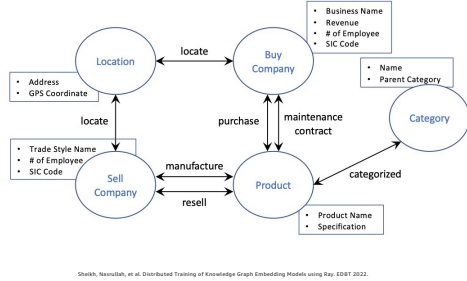 • Business Name
• Revenue
• # of Employee
• SIC Code
locate
Location
Buy
Company
• Name
• Parent Category
• Address
• GPS Coordinate
Category
locate
purchase
maintenance
contract
• Trade Style Name
• # of Employee
• SIC Code
manufacture
categorized
Sell
Company
Product
resell
• Product Name
• Specification
Sheikh, Nasrullah, et al. Distributed Training of Knowledge Graph Embedding Models using Ray. EDBT 2022.